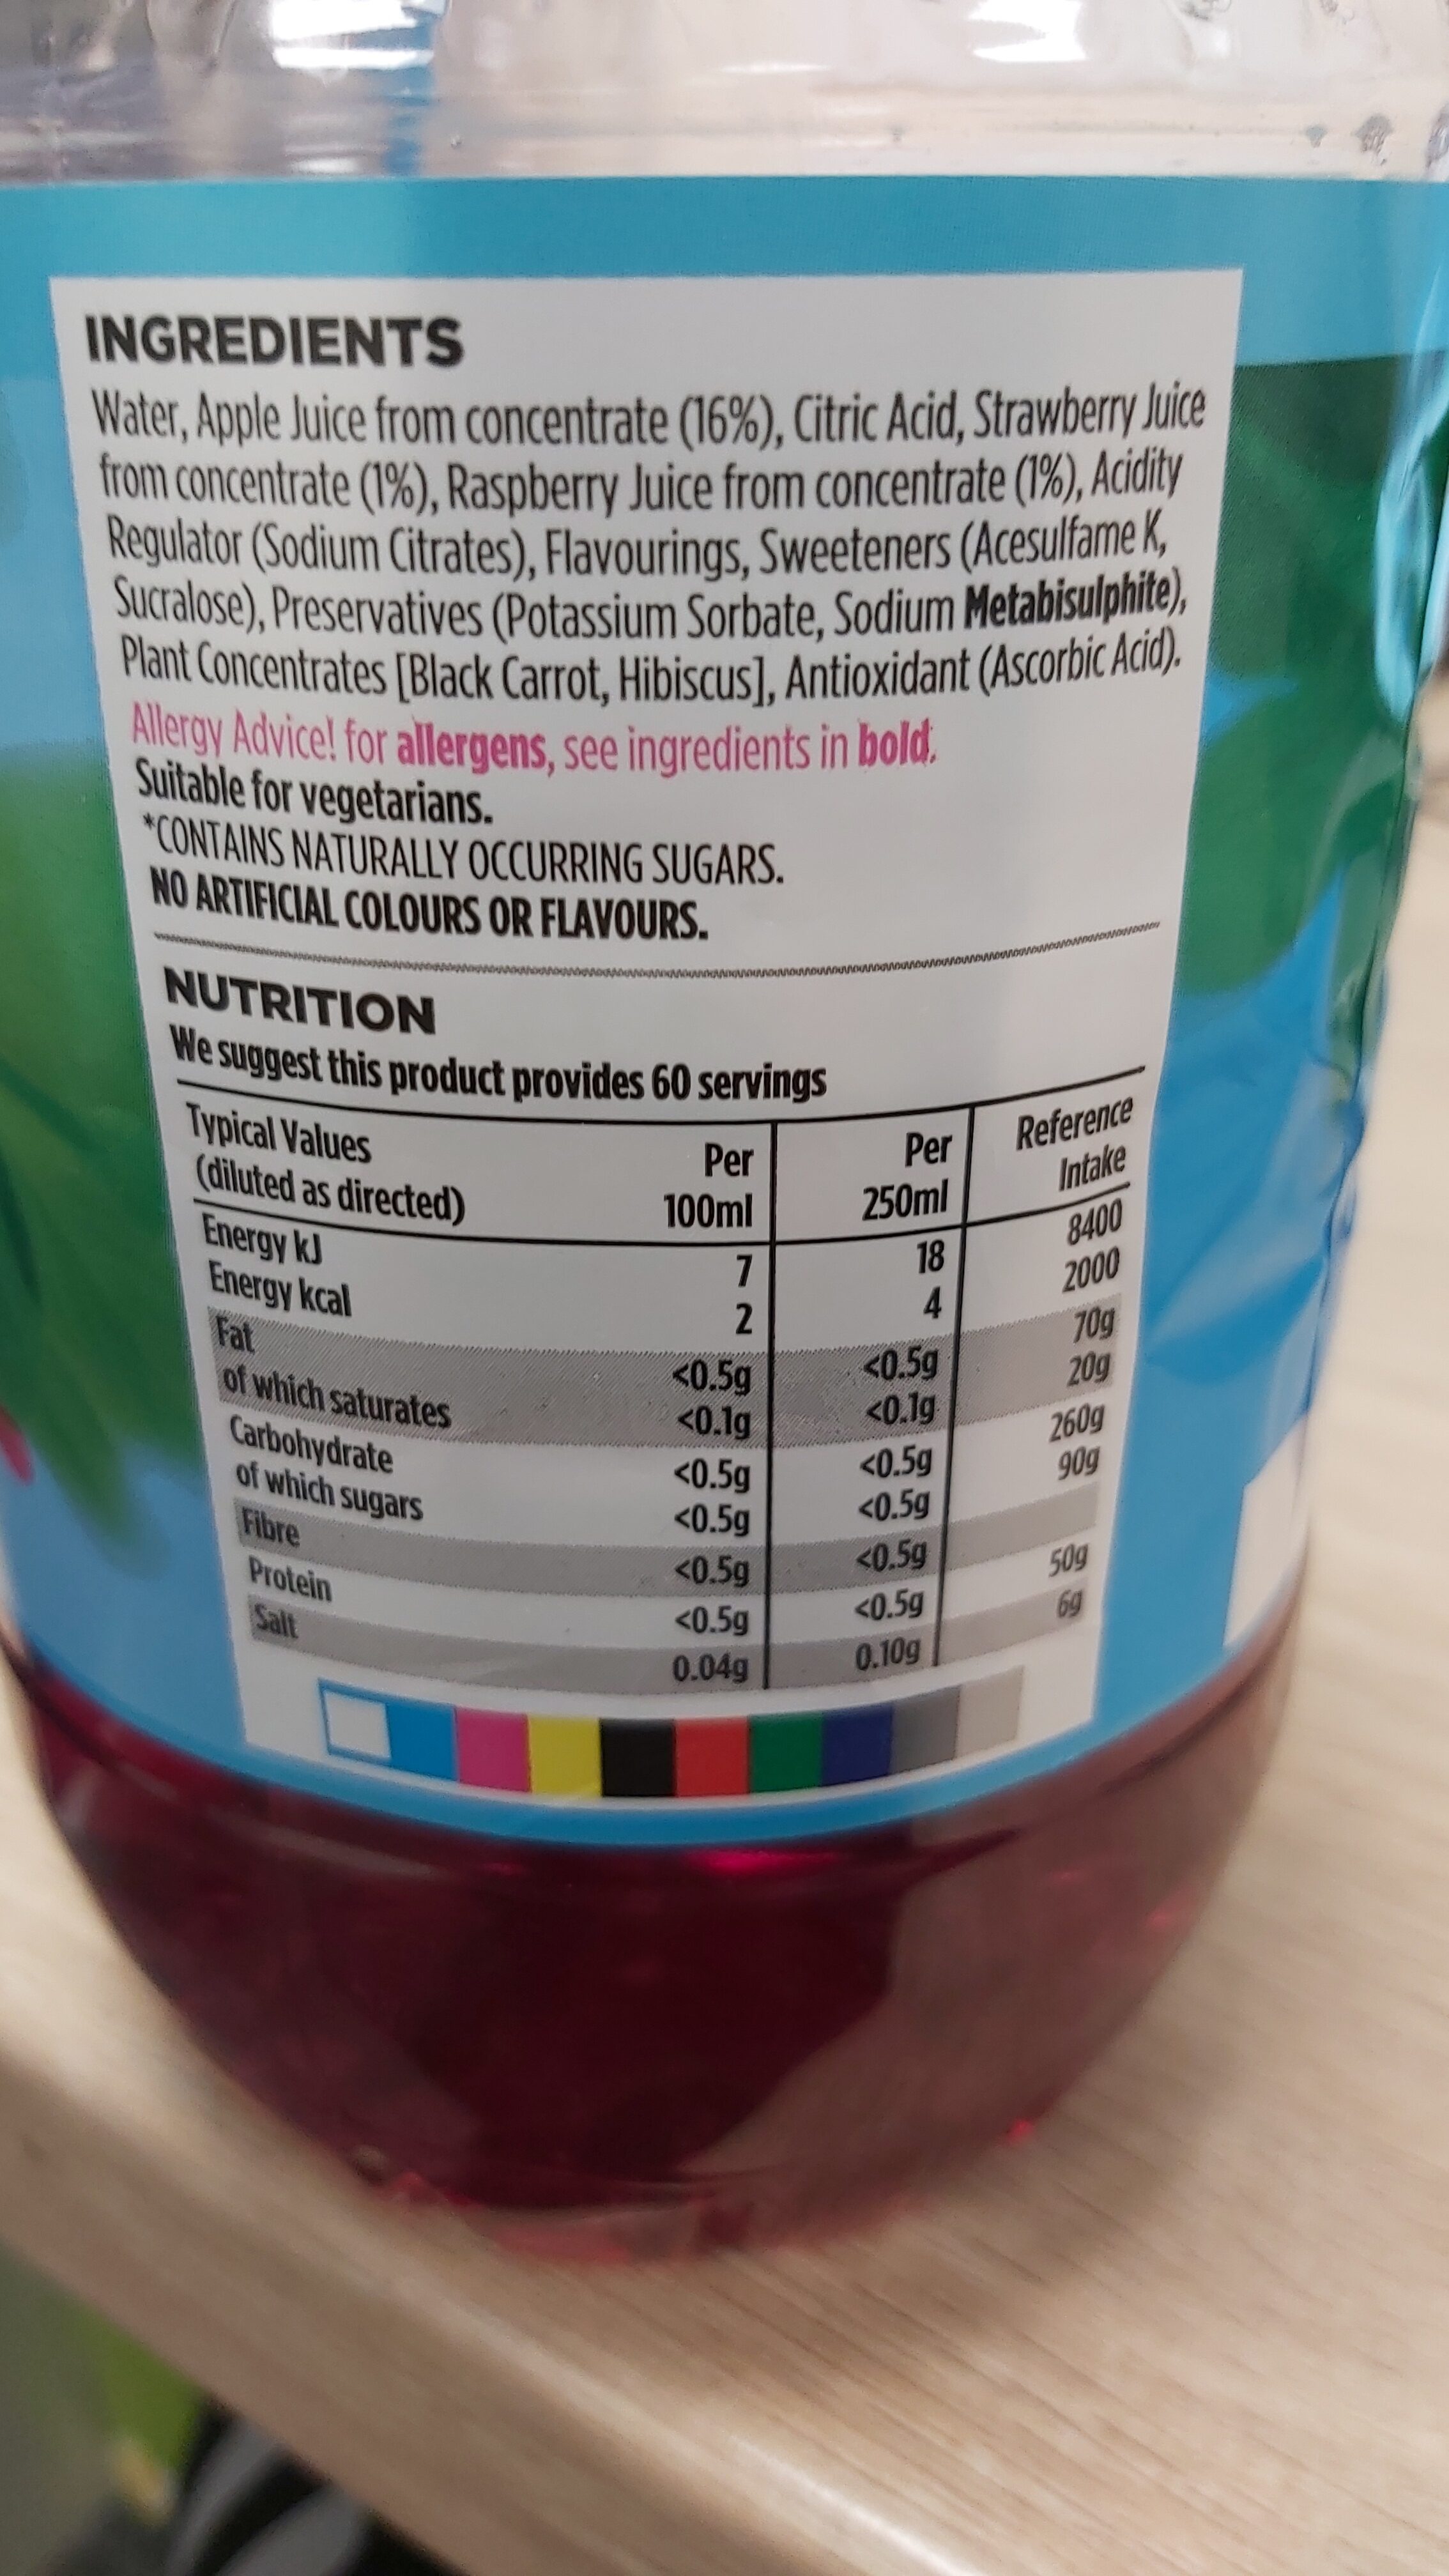 INGREDIENTS
Water, Apple Juice from concentrate (16%), Citric Acid, Strawberry Juice
from concentrate (1%), Raspberry Juice from concentrate (1%), Acidity
Regulator (Sodium Citrates), Flavourings, Sweeteners (Acesulfame K,
Sucralose), Preservatives (Potassium Sorbate, Sodium Metabisulphite),
Plant Concentrates [Black Carrot, Hibiscus], Antioxidant (Ascorbic Acid).
Allergy Advice! for allergens, see ingredients in bold.
Suitable for vegetarians.
*CONTAINS NATURALLY OCCURRING SUGARS.
NO ARTIFICIAL COLOURS OR FLAVOURS.
NUTRITION
We suggest this product provides 60 servings
Typical Values Per Per Reference
(diluted as directed) 100ml 250ml Intake
Energy kJ 7 18 8400
Energy kcal 2 4 2000
Fat <0.5g <0.5g 70g
of which saturates <0.1g <0.1g 20g
Carbohydrate <0.5g <0.5g 260g
of which sugars <0.5g <0.5g 90g
Fibre <0.5g <0.5g
Protein <0.5g <0.5g 50g
Salt 0.04g 0.10g 6g